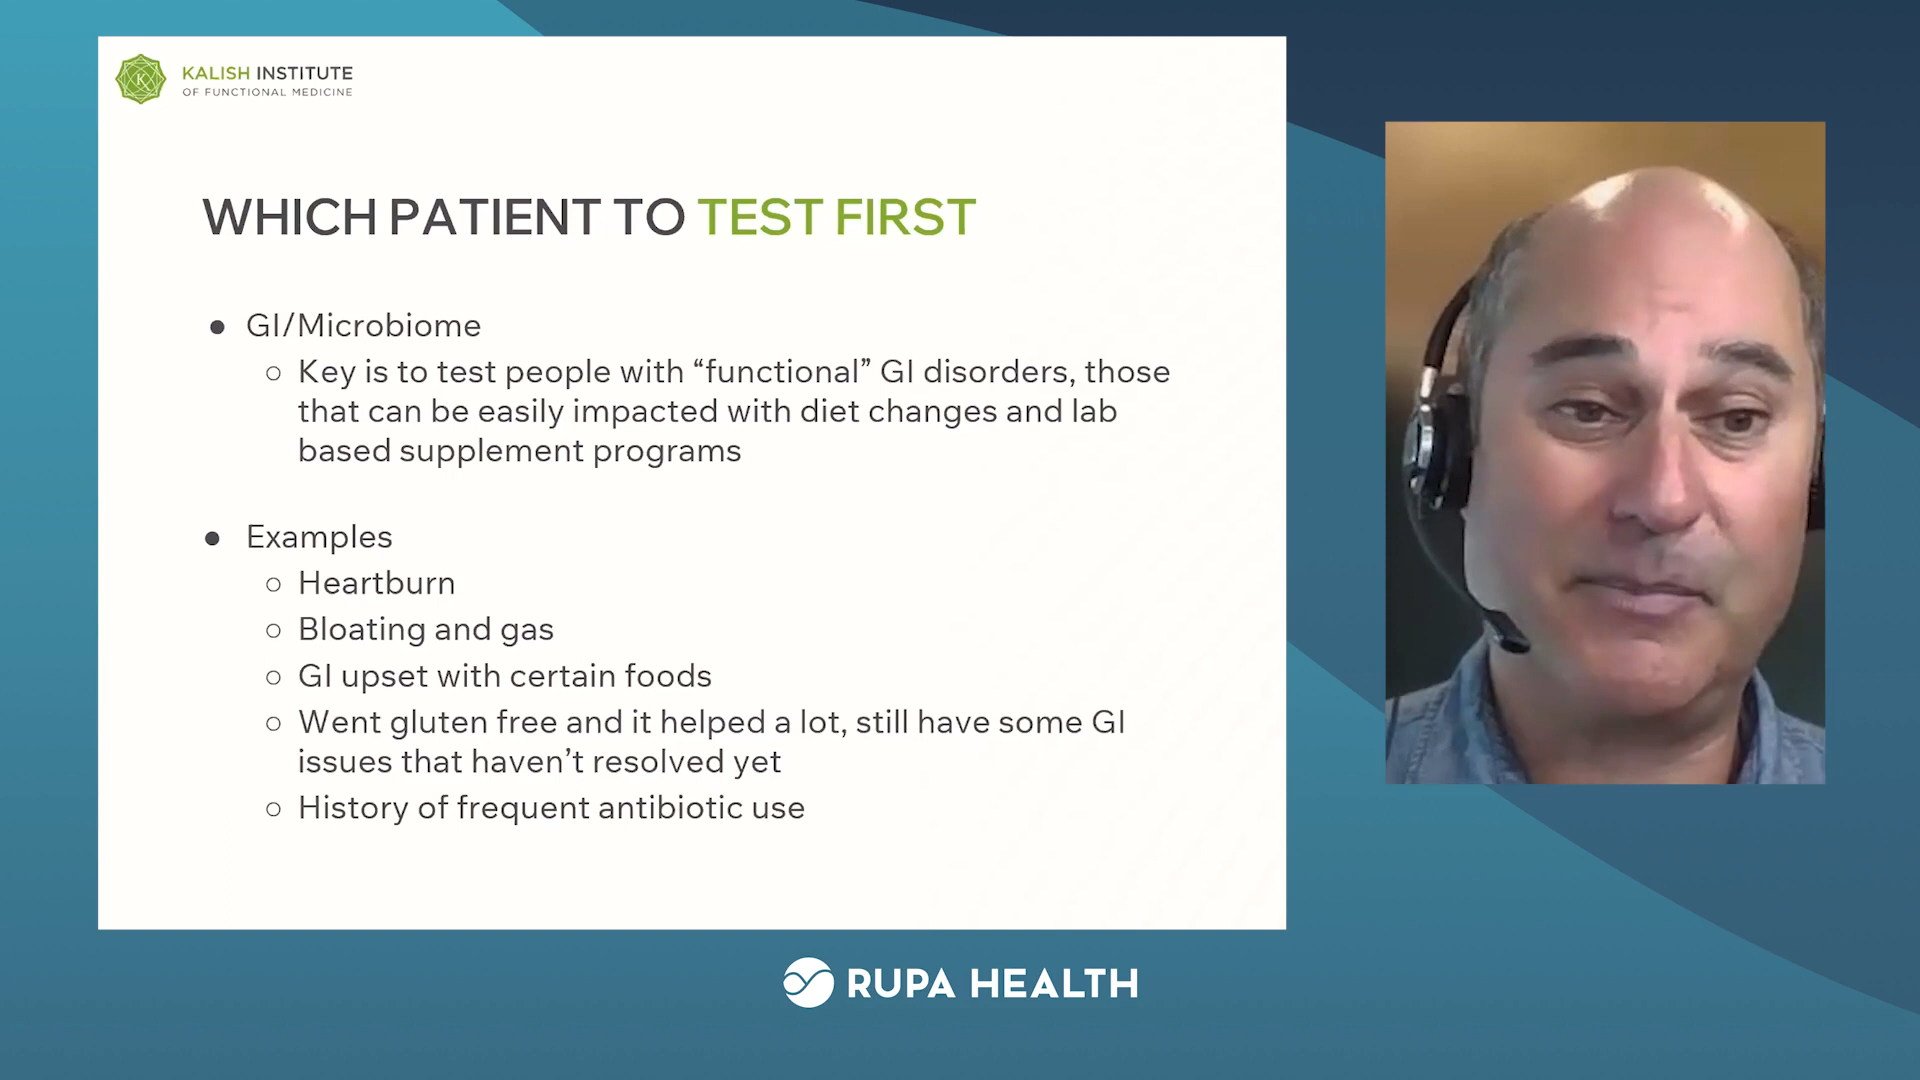 KALISH INSTITUTE
OF FUNCTIONAL MEDICINE
WHICH PATIENT TO TEST FIRST
● GI/Microbiome
○ Key is to test people with “functional” GI disorders, those
that can be easily impacted with diet changes and lab
based supplement programs
● Examples
○ Heartburn
○ Bloating and gas
○ GI upset with certain foods
○ Went gluten free and it helped a lot, still have some GI
issues that haven’t resolved yet
○ History of frequent antibiotic use
RUPA HEALTH